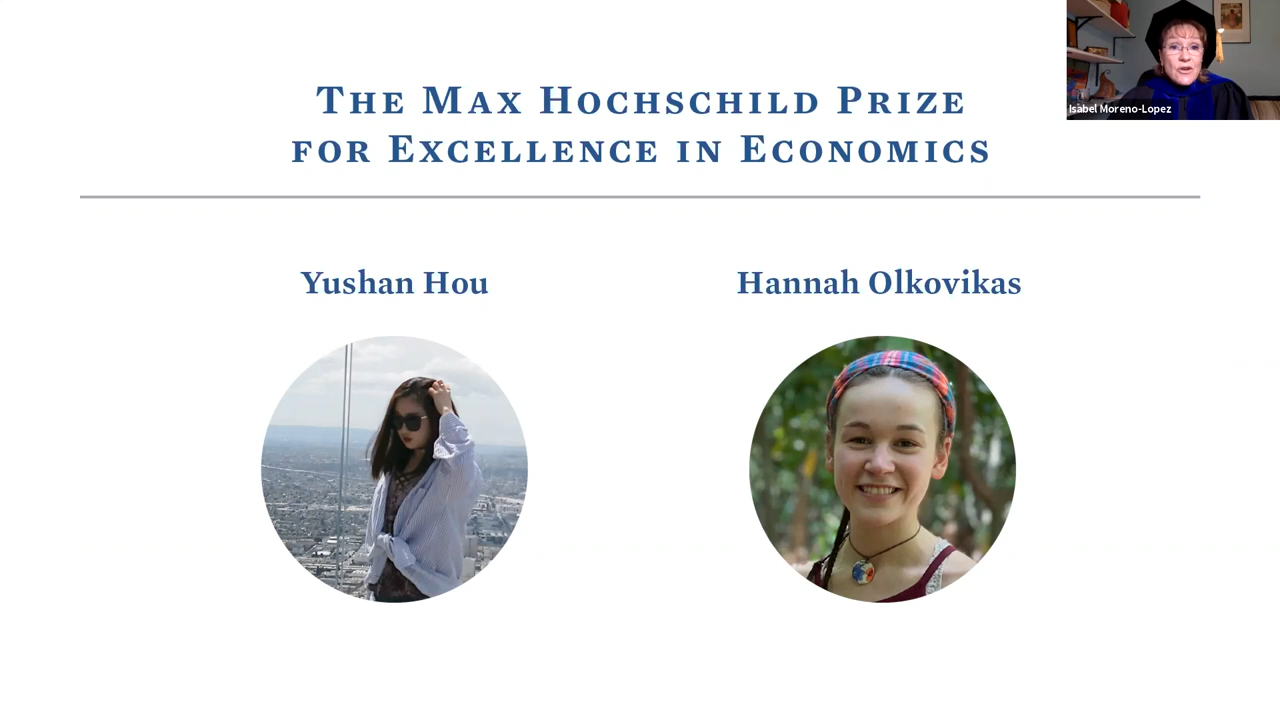 The Max Hochschild Prize
for Excellence in Economics
Isabel Moreno-Lopez
Yushan Hou
Hannah Olkovikas